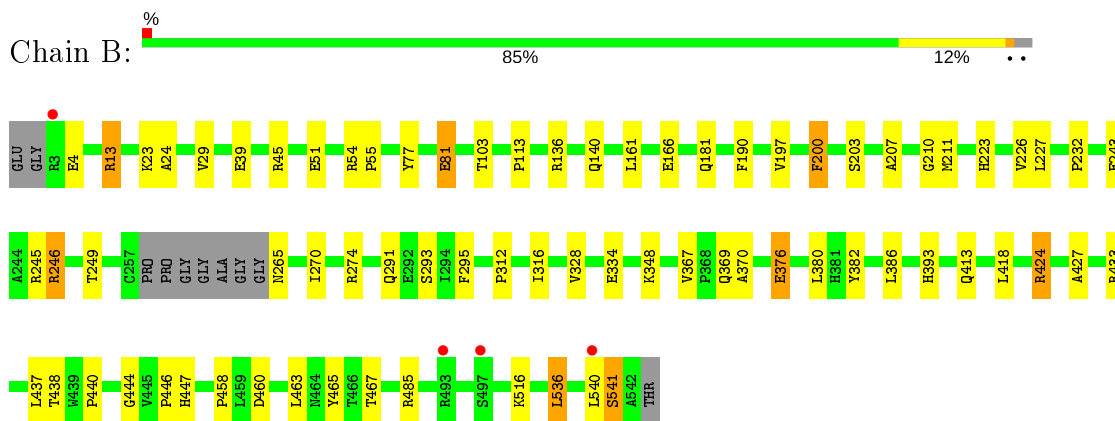 %
Chain B:
85% 12% • •
GLU GLY R3 E4 R13 K23 A24 V29 E39 R45 E51 R54 P55 Y77 E81 T103 P113 R136 Q140 L161 E166 Q181 F190 V197 F200 S203 A207 G210 M211 H223 V226 L227 P232
A244 R245 R246 T249 C257 PRO PRO GLY GLY ALA GLY GLY N265 I270 R274 Q291 E292 S293 I294 F295 P312 I316 V328 E334 K348 V367 P368 Q369 A370 E376 L380 H381 Y382 L386 H393 Q413 L418 R424 A427
L437 T438 W439 P440 G444 V445 P446 H447 P458 L459 D460 L463 N464 Y465 T466 T467 R485 R493 S497 K516 L536 L540 S541 A542 THR